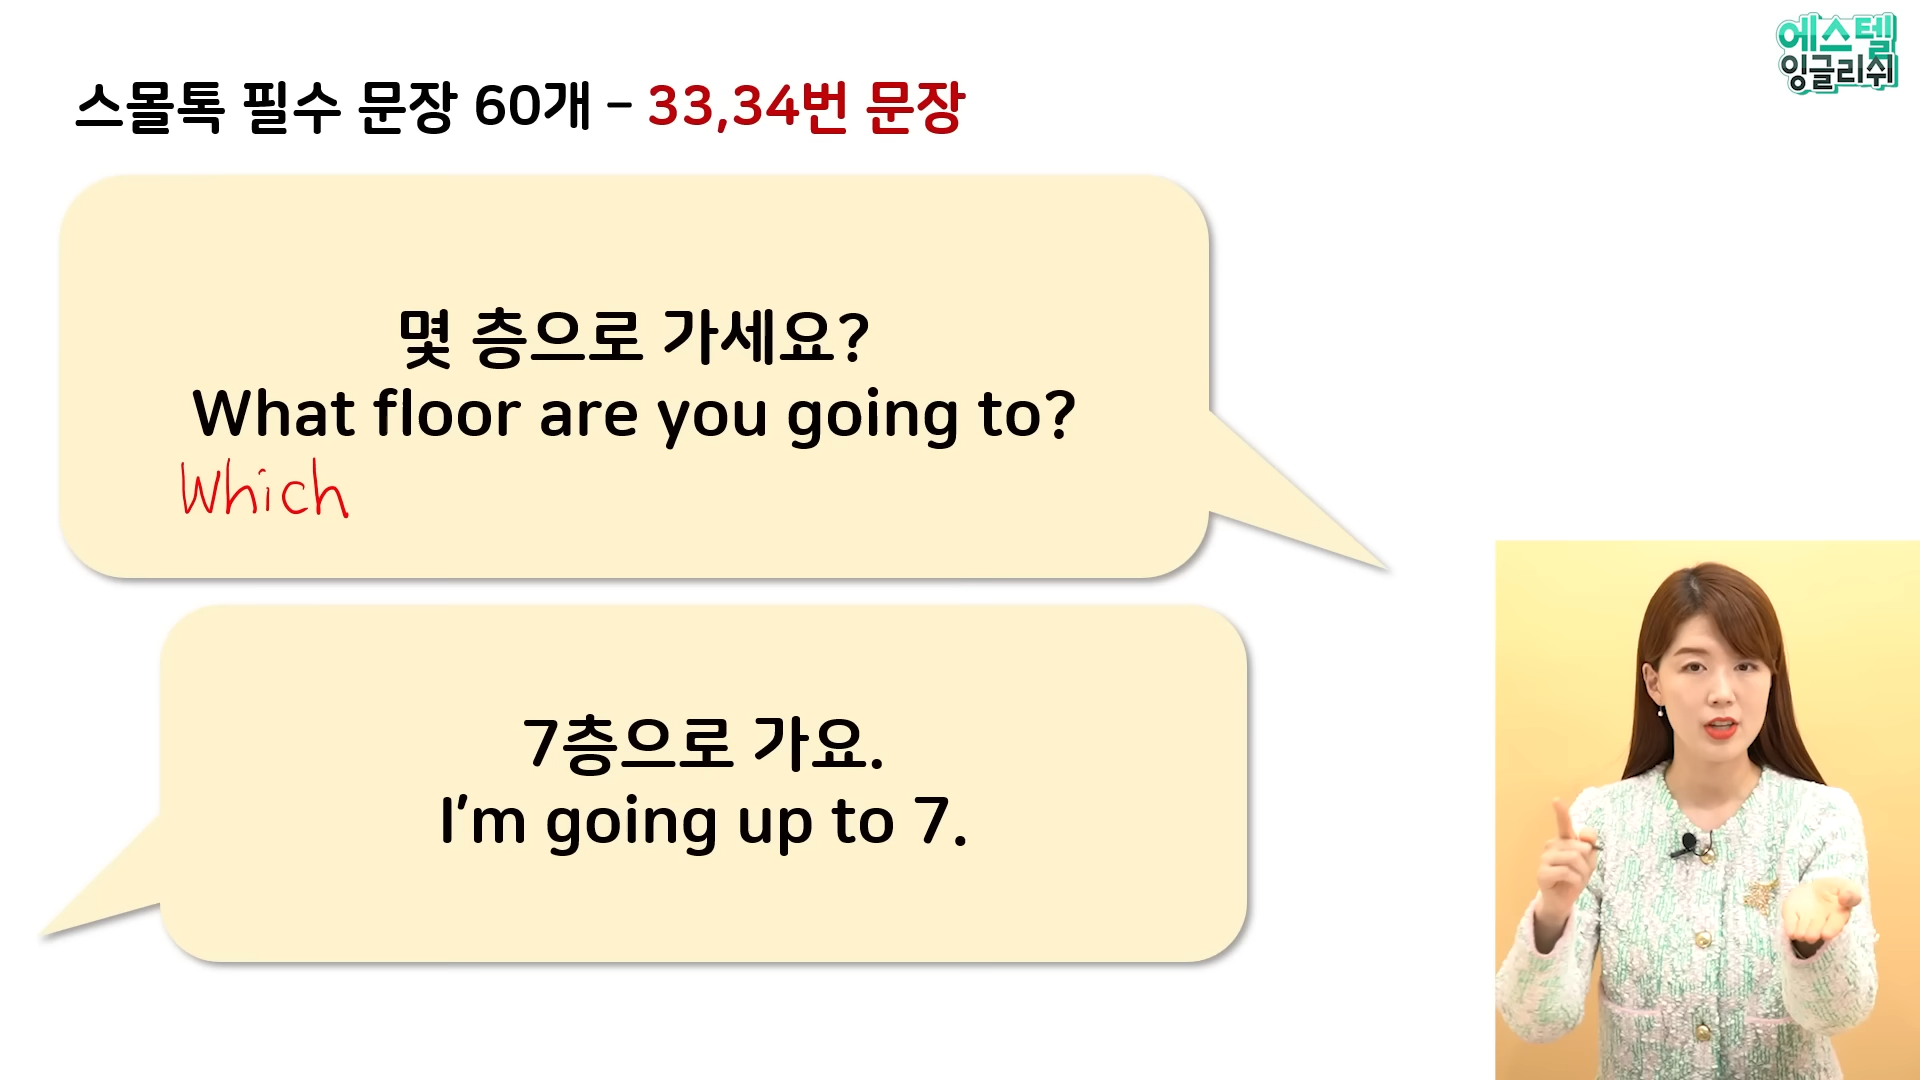 에스텔
잉글리쉬
스몰톡 필수 문장 60개 – 33,34번 문장
몇 층으로 가세요?
What floor are you going to?
Which
7층으로 가요.
I'm going up to 7.